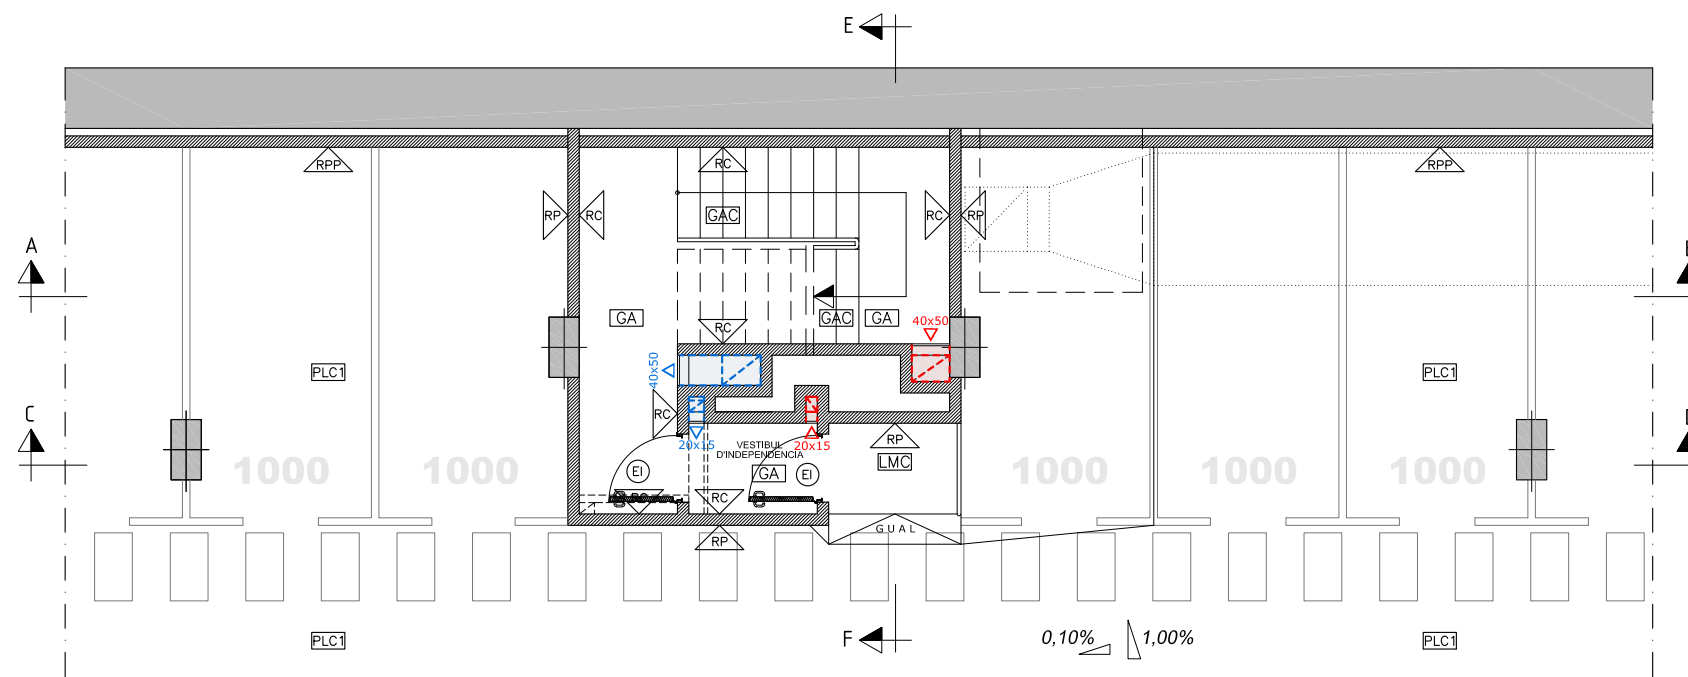 E
RPP
RC
RPP
RP
RC
GAC
RC
RP
A
GA
GAC
GA
40x50
RC
40x50
PLC1
PLC1
C
RC
20x15
20x15
VESTIBUL
D'INDEPENDENCIA
RP
1000
1000
EI
GA
EI
LMC
1000
1000
1000
RC
RC
GUAL
RP
PLC1
F
0,10%
1,00%
PLC1